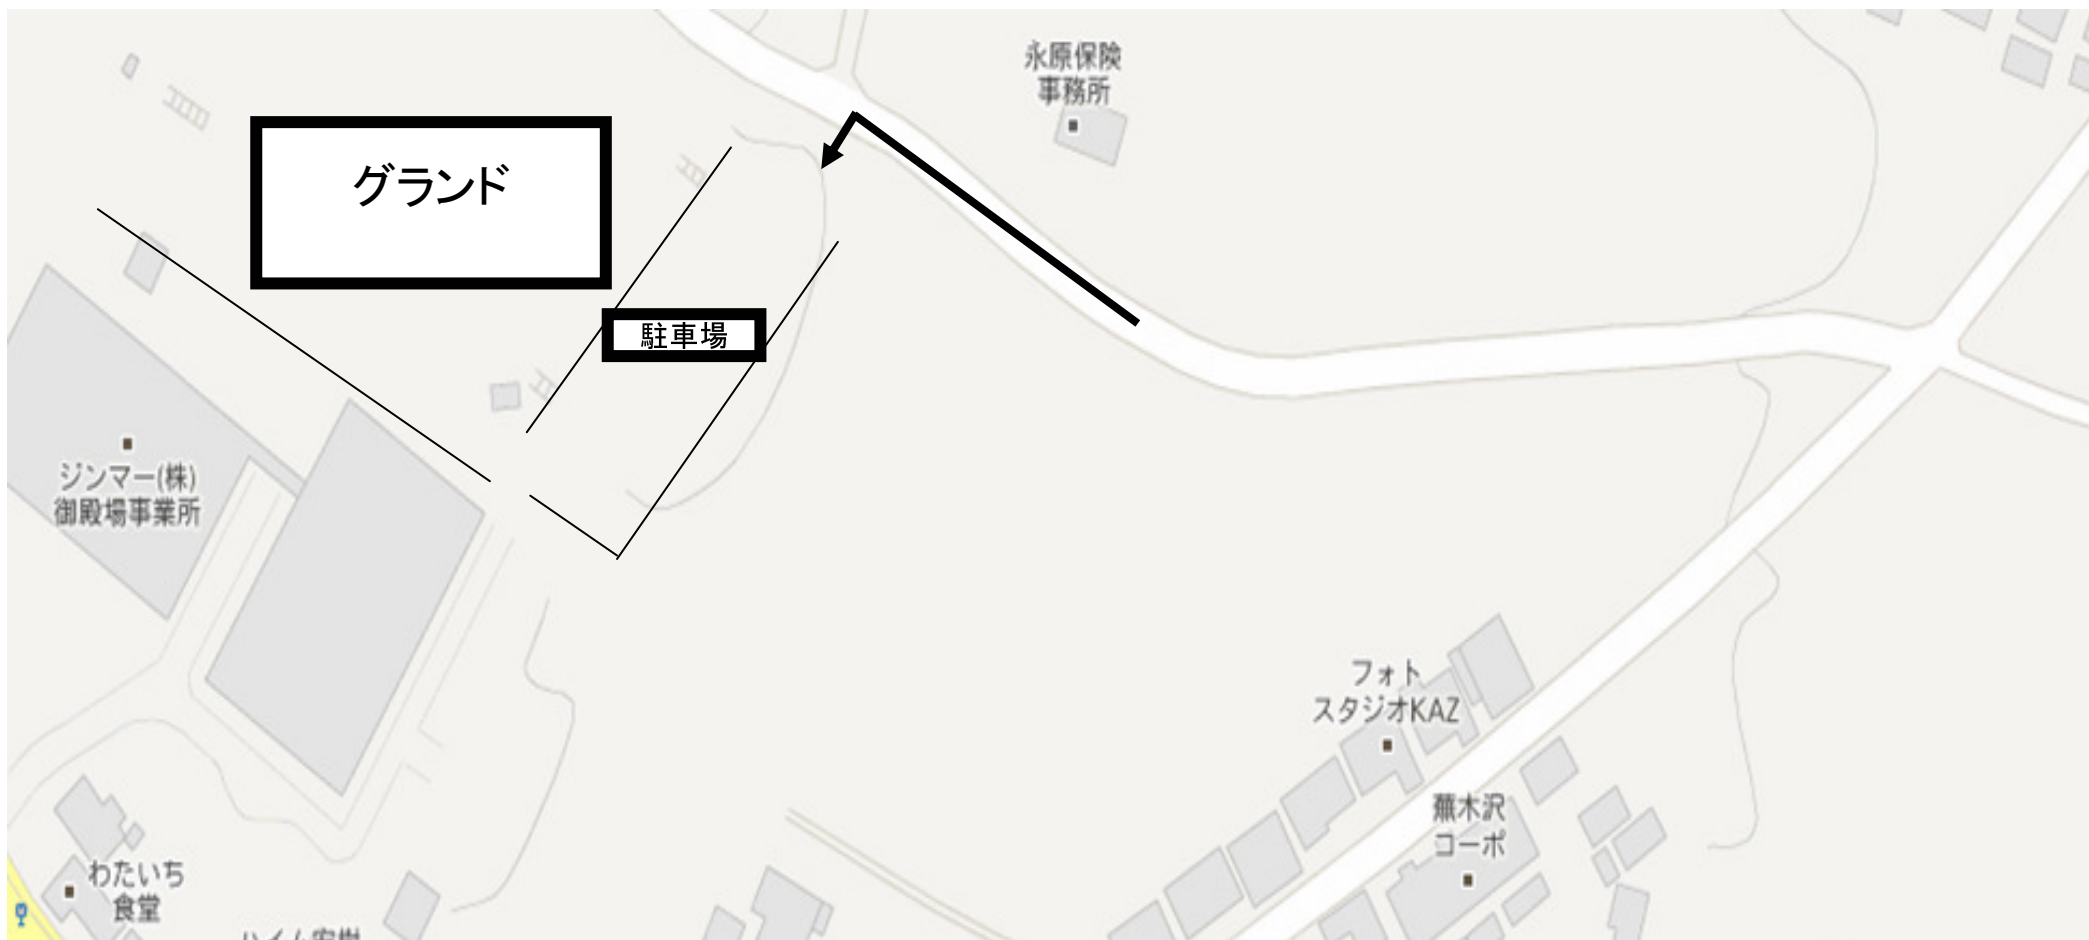 永原保険
事務所
グランド
駐車場
ジンマー(株)
御殿場事業所
フォト
スタジオKAZ
蕪木沢
コーポ
わたいち
食堂